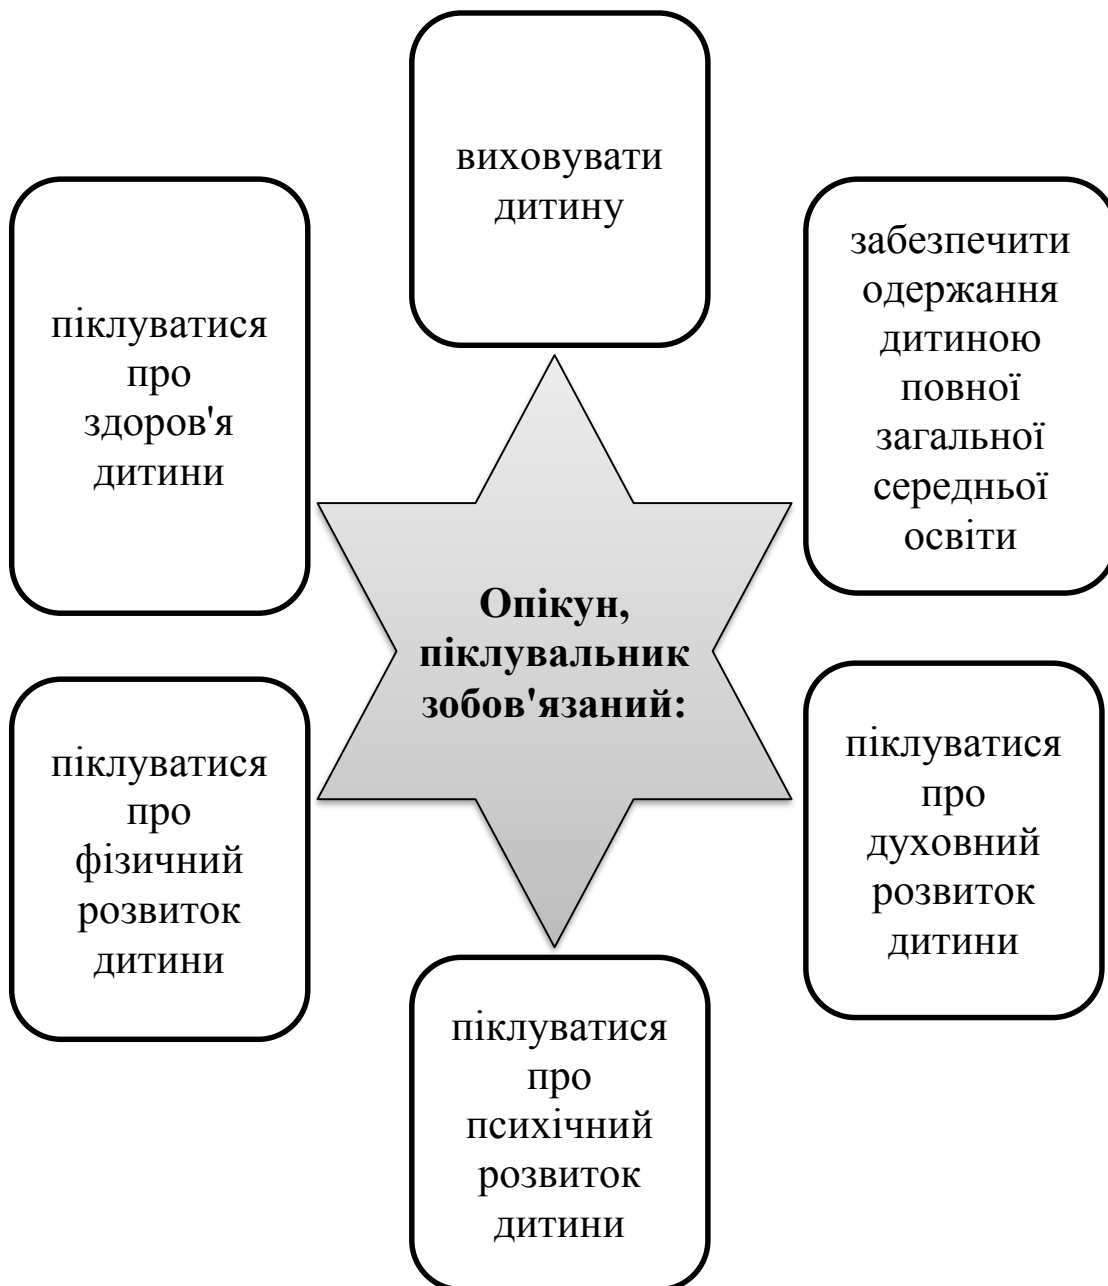 виховувати
дитину
забезпечити
одержання
дитиною
повної
загальної
середньої
освіти
піклуватися
про
здоров'я
дитини
Опікун,
піклувальник
зобов'язаний:
піклуватися
про
духовний
розвиток
дитини
піклуватися
про
фізичний
розвиток
дитини
піклуватися
про
психічний
розвиток
дитини